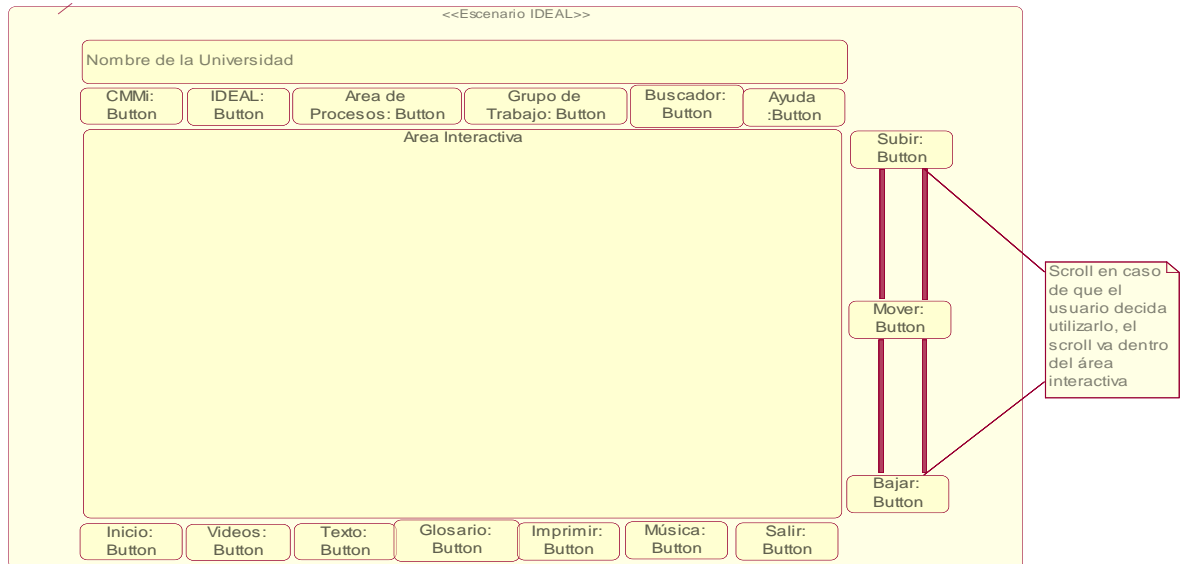 <<Escenario IDEAL>>
Nombre de la Universidad
CMMi:
Button
IDEAL:
Button
Area de
Procesos: Button
Grupo de
Trabajo: Button
Buscador:
Button
Ayuda
:Button
Area Interactiva
Subir:
Button
Mover:
Button
Bajar:
Button
Scroll en caso
de que el
usuario decida
utilizarlo, el
scroll va dentro
del área
interactiva
Inicio:
Button
Videos:
Button
Texto:
Button
Glosario:
Button
Imprimir:
Button
Música:
Button
Salir:
Button